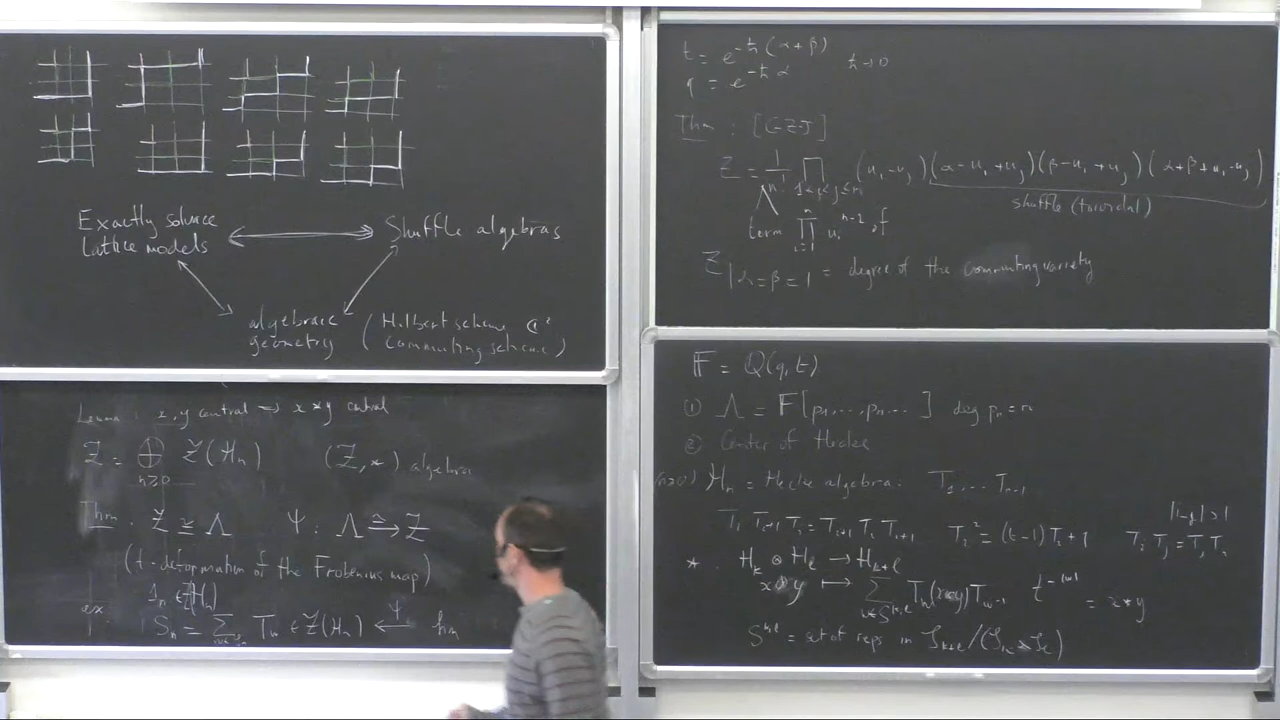 Exactly solvable
Lattice models
Shuffle algebras
algebraic
geometry
( Hilbert scheme ℂ²
commuting scheme )
Lemma : x, y central ⟹ x * y central
Z = ⊕_{n≥0} Z(H_n) (Z, *) algebra
Thm. Z ≃ Λ Ψ : Λ ≅→ Z
(t-deformation of the Frobenius map)
ex: 1_n ∈ Z(H_n)
S_n = Σ T_w ∈ Z(H_n) ←Ψ h_n
t = e^{-ħ(α+β)} ħ→0
q = e^{-ħα}
Thm : [G-Z-J]
Z = 1/n! ∏_{1≤i<j≤n} (u_i - u_j)(α - u_i + u_j)(β - u_i + u_j)(α+β+u_i-u_j)
shuffle (toroidal)
term ∏_{i=1}^{n} u_i^{n-2} of
Z|_{α=β=1} = degree of the commuting variety
𝔽 = Q(q,t)
① Λ = 𝔽[p_1,...,p_n...] deg p_n = n
② Center of Hecke
(n≥0) H_n = Hecke algebra: T_1,...T_{n-1}
T_i T_{i+1} T_i = T_{i+1} T_i T_{i+1} T_i² = (t-1)T_i + 1 T_i T_j = T_j T_i |i-j|>1
* . H_k ⊗ H_l → H_{k+l}
x⊗y ↦ Σ_{w∈S^{k,l}} T_w(x⊗y)T_{w^{-1}} t^{-|w|} = x * y
S^{k,l} = set of reps in S_{k+l}/(S_k × S_l)